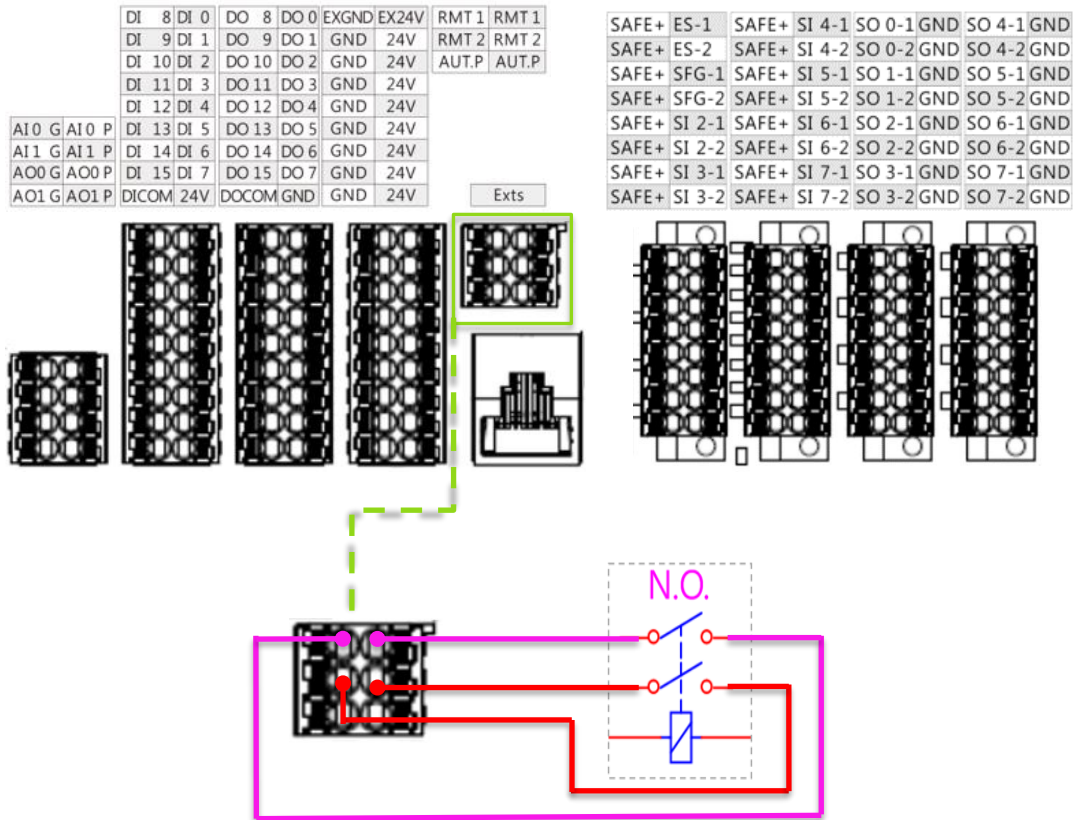 DI 8 DI 0 DO 8 DO 0 EXGND EX24V RMT 1 RMT 1
DI 9 DI 1 DO 9 DO 1 GND 24V RMT 2 RMT 2
DI 10 DI 2 DO 10 DO 2 GND 24V AUT.P AUT.P
DI 11 DI 3 DO 11 DO 3 GND 24V
DI 12 DI 4 DO 12 DO 4 GND 24V
AI 0 G AI 0 P DI 13 DI 5 DO 13 DO 5 GND 24V
AI 1 G AI 1 P DI 14 DI 6 DO 14 DO 6 GND 24V
AO0 G AO0 P DI 15 DI 7 DO 15 DO 7 GND 24V
AO1 G AO1 P DICOM 24V DOCOM GND GND 24V Exts
SAFE+ ES-1 SAFE+ SI 4-1 SO 0-1 GND SO 4-1 GND
SAFE+ ES-2 SAFE+ SI 4-2 SO 0-2 GND SO 4-2 GND
SAFE+ SFG-1 SAFE+ SI 5-1 SO 1-1 GND SO 5-1 GND
SAFE+ SFG-2 SAFE+ SI 5-2 SO 1-2 GND SO 5-2 GND
SAFE+ SI 2-1 SAFE+ SI 6-1 SO 2-1 GND SO 6-1 GND
SAFE+ SI 2-2 SAFE+ SI 6-2 SO 2-2 GND SO 6-2 GND
SAFE+ SI 3-1 SAFE+ SI 7-1 SO 3-1 GND SO 7-1 GND
SAFE+ SI 3-2 SAFE+ SI 7-2 SO 3-2 GND SO 7-2 GND
N.O.